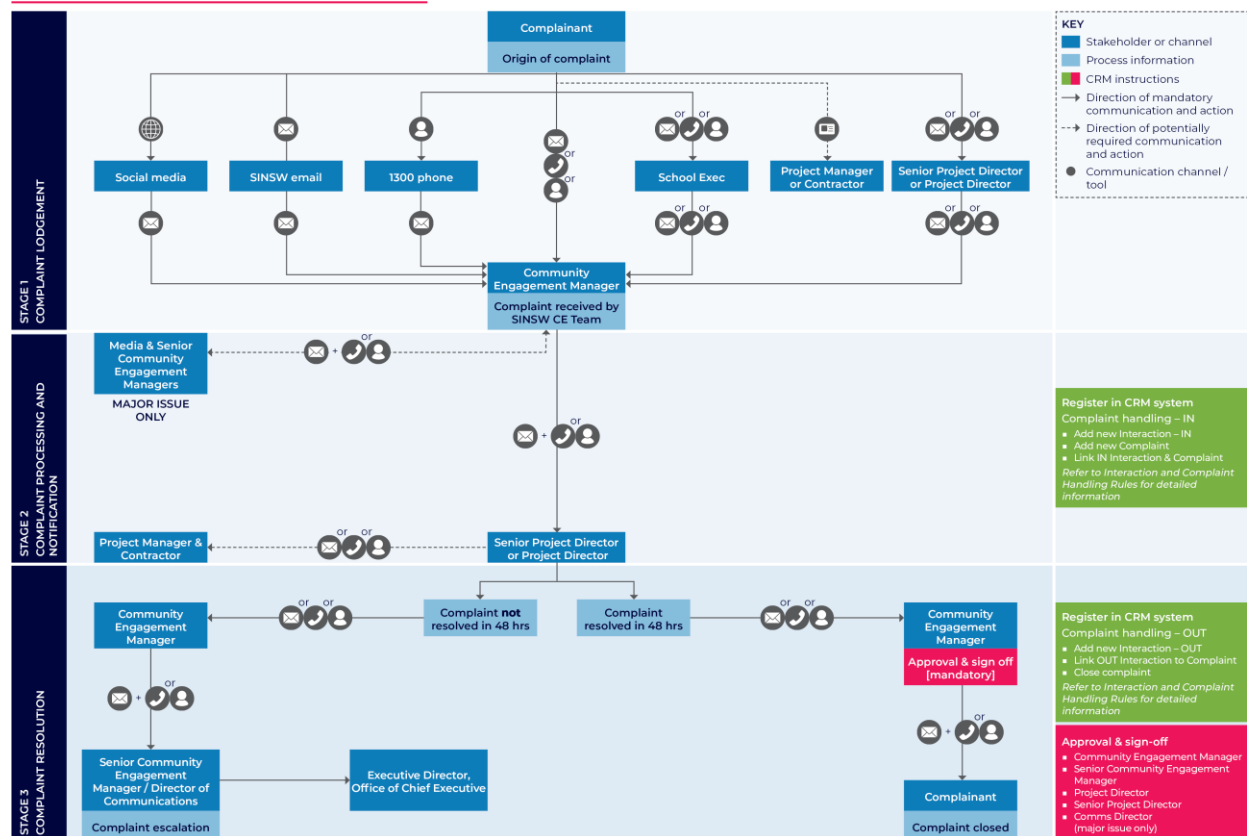 STAGE 1
COMPLAINT LODGEMENT
Complainant
Origin of complaint
or or
or or
Social media
SINSW email
1300 phone
or
or
School Exec
Project Manager
or Contractor
Senior Project Director
or Project Director
or or
or or
Community
Engagement Manager
Complaint received by
SINSW CE Team
KEY
Stakeholder or channel
Process information
CRM instructions
Direction of mandatory
communication and action
Direction of potentially
required communication
and action
Communication channel /
tool
STAGE 2
COMPLAINT PROCESSING AND
NOTIFICATION
Media & Senior
Community
Engagement
Managers
MAJOR ISSUE
ONLY
or
+
or
+
Project Manager &
Contractor
or or
Senior Project Director
or Project Director
Register in CRM system
Complaint handling – IN
▪ Add new Interaction – IN
▪ Add new Complaint
▪ Link IN Interaction & Complaint
Refer to Interaction and Complaint
Handling Rules for detailed
information
STAGE 3
COMPLAINT RESOLUTION
Community
Engagement
Manager
or or
Complaint not
resolved in 48 hrs
Complaint
resolved in 48 hrs
or or
Community
Engagement
Manager
Approval & sign off
[mandatory]
or
+
or
+
Senior Community
Engagement
Manager / Director of
Communications
Complaint escalation
Executive Director,
Office of Chief Executive
Complainant
Complaint closed
Register in CRM system
Complaint handling – OUT
▪ Add new Interaction – OUT
▪ Link OUT Interaction to Complaint
▪ Close complaint
Refer to Interaction and Complaint
Handling Rules for detailed
information
Approval & sign-off
▪ Community Engagement Manager
▪ Senior Community Engagement
Manager
▪ Project Director
▪ Senior Project Director
▪ Comms Director
(major issue only)